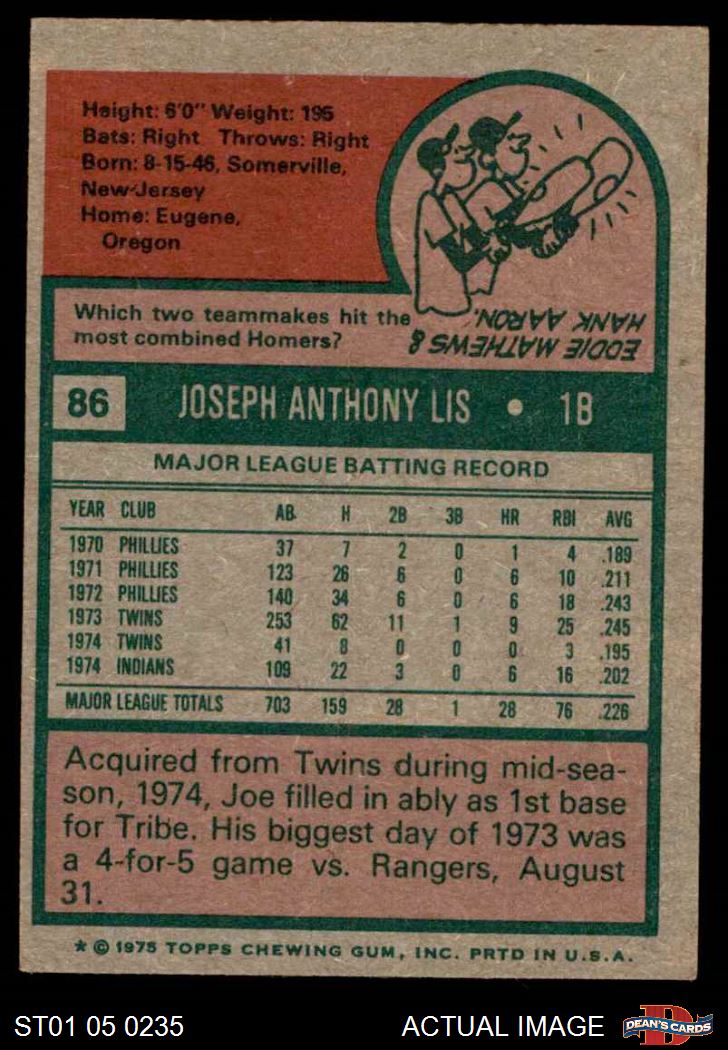 Height: 6'0" Weight: 195
Bats: Right Throws: Right
Born: 8-15-46, Somerville,
New Jersey
Home: Eugene,
Oregon
Which two teammakes hit the
most combined Homers?
EDDIE MATHEWS &
HANK AARON.
86 JOSEPH ANTHONY LIS • 1B
MAJOR LEAGUE BATTING RECORD
YEAR CLUB AB H 2B 3B HR RBI AVG
1970 PHILLIES 37 7 2 0 1 4 .189
1971 PHILLIES 123 26 6 0 6 10 .211
1972 PHILLIES 140 34 6 0 6 18 .243
1973 TWINS 253 62 11 1 9 25 .245
1974 TWINS 41 8 0 0 0 3 .195
1974 INDIANS 109 22 3 0 6 16 .202
MAJOR LEAGUE TOTALS 703 159 28 1 28 76 .226
Acquired from Twins during mid-sea-
son, 1974, Joe filled in ably as 1st base
for Tribe. His biggest day of 1973 was
a 4-for-5 game vs. Rangers, August
31.
* © 1975 TOPPS CHEWING GUM, INC. PRTD IN U.S.A.
ST01 05 0235 ACTUAL IMAGE D DEAN'S CARDS